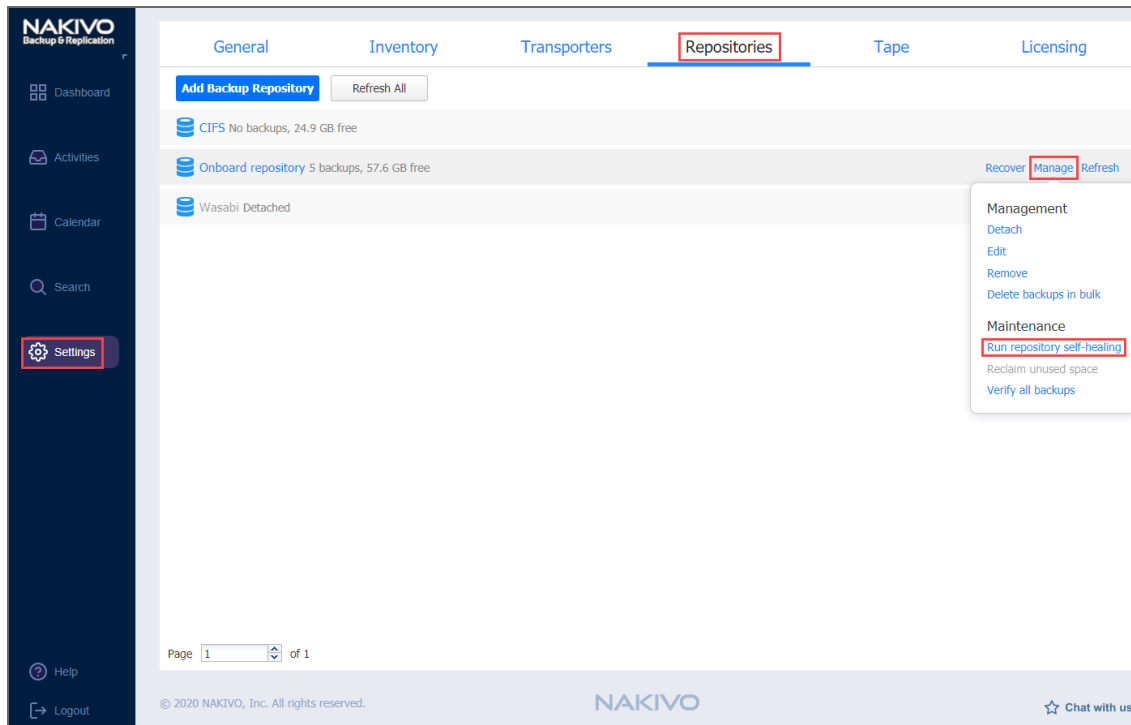 NAKIVO
Backup & Replication
Dashboard
Activities
Calendar
Search
Settings
Help
Logout
General Inventory Transporters Repositories Tape Licensing
Add Backup Repository Refresh All
CIFS No backups, 24.9 GB free
Onboard repository 5 backups, 57.6 GB free Recover Manage Refresh
Wasabi Detached
Management
Detach
Edit
Remove
Delete backups in bulk
Maintenance
Run repository self-healing
Reclaim unused space
Verify all backups
Page 1 of 1
© 2020 NAKIVO, Inc. All rights reserved. NAKIVO Chat with us